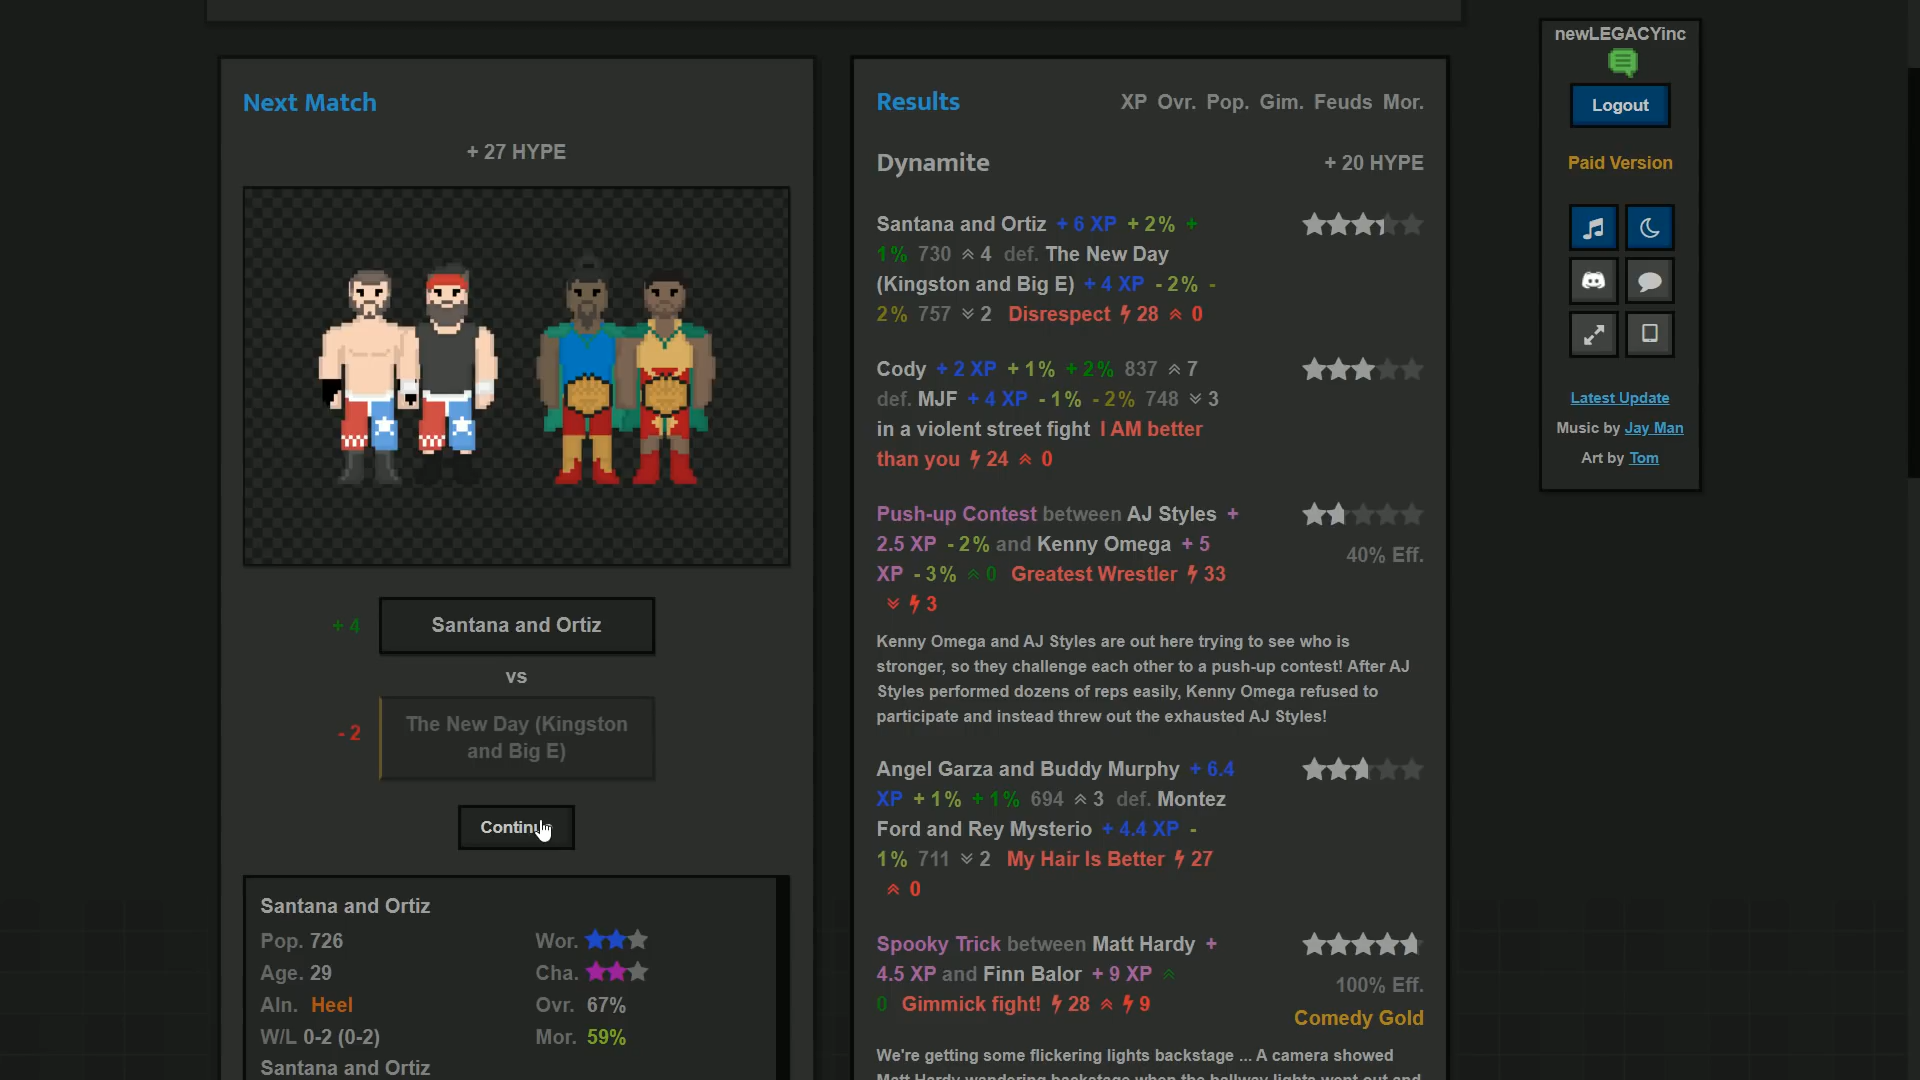 Next Match
+ 27 HYPE
+ 4
Santana and Ortiz
vs
- 2
The New Day (Kingston
and Big E)
Santana and Ortiz
Pop. 726
Wor.
Age. 29
Cha.
Aln. Heel
Ovr. 67%
W/L 0-2 (0-2)
Mor. 59%
Santana and Ortiz
Results
XP Ovr. Pop. Gim. Feuds Mor.
Dynamite
+ 20 HYPE
Santana and Ortiz + 6 XP + 2% +
1% 730 4 def. The New Day
(Kingston and Big E) + 4 XP - 2% -
2% 757 2 Disrespect 28 0
Cody + 2 XP + 1% + 2% 837 7
def. MJF + 4 XP - 1% - 2% 748 3
in a violent street fight I AM better
than you 24 0
Push-up Contest between AJ Styles +
2.5 XP - 2% and Kenny Omega + 5
XP - 3% 0 Greatest Wrestler 33
3
40% Eff.
Kenny Omega and AJ Styles are out here trying to see who is
stronger, so they challenge each other to a push-up contest! After AJ
Styles performed dozens of reps easily, Kenny Omega refused to
participate and instead threw out the exhausted AJ Styles!
Angel Garza and Buddy Murphy + 6.4
XP + 1% + 1% 694 3 def. Montez
Ford and Rey Mysterio + 4.4 XP -
1% 711 2 My Hair Is Better 27
0
Spooky Trick between Matt Hardy +
4.5 XP and Finn Balor + 9 XP
0 Gimmick fight! 28 9
100% Eff.
Comedy Gold
We're getting some flickering lights backstage ... A camera showed
Matt Hardy wandering backstage when the hallway lights went out and
newLEGACYinc
Logout
Paid Version
Latest Update
Music by Jay Man
Art by Tom